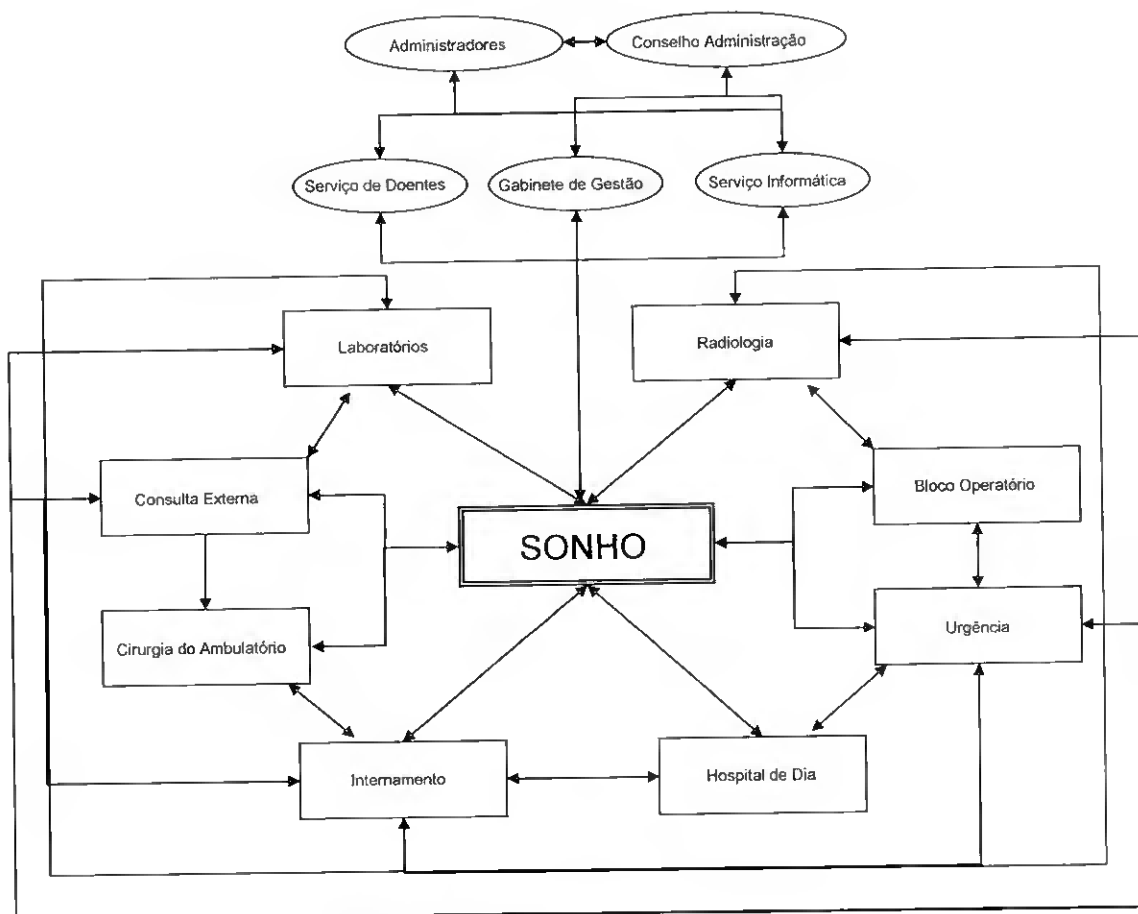 Administradores
Conselho Administração
Serviço de Doentes
Gabinete de Gestão
Serviço Informática
Laboratórios
Radiologia
Consulta Externa
Bloco Operatório
SONHO
Cirurgia do Ambulatório
Urgência
Internamento
Hospital de Dia